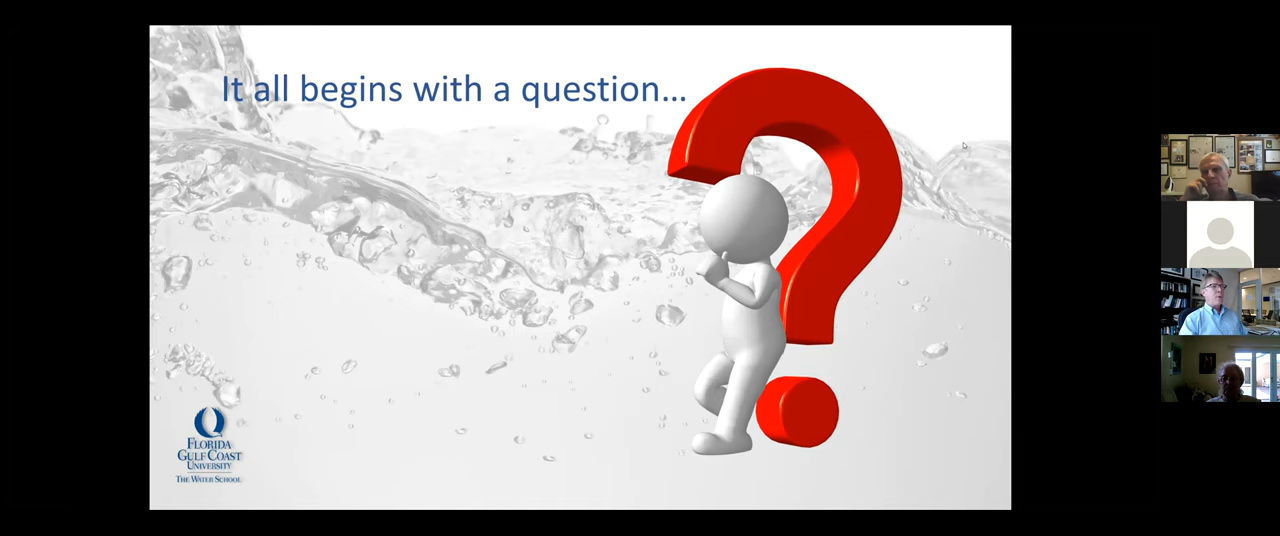 It all begins with a question…
FLORIDA
GULF COAST
UNIVERSITY
THE WATER SCHOOL